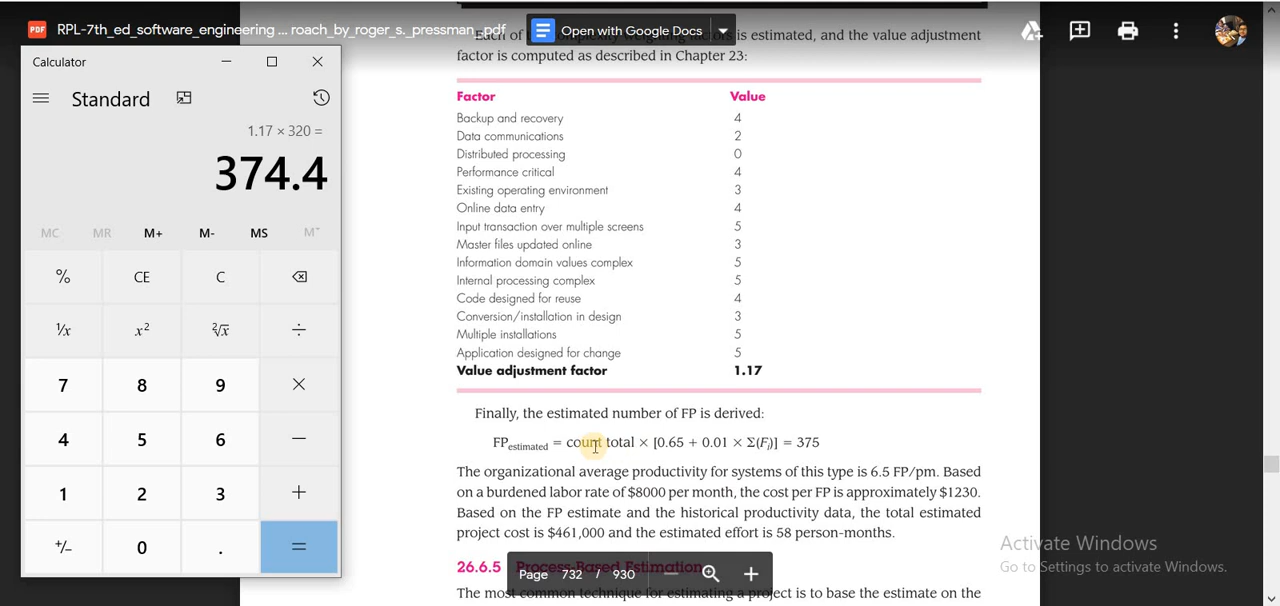 RPL-7th_ed_software_engineering ... roach_by_roger_s._pressman_.pdf
Open with Google Docs
Calculator
Standard
1.17 × 320 =
374.4
MC MR M+ M- MS M˅
% CE C
¹/x x² ²√x ÷
7 8 9 ×
4 5 6 −
1 2 3 +
+/− 0 . =
Each of is estimated, and the value adjustment
factor is computed as described in Chapter 23:
Factor Value
Backup and recovery 4
Data communications 2
Distributed processing 0
Performance critical 4
Existing operating environment 3
Online data entry 4
Input transaction over multiple screens 5
Master files updated online 3
Information domain values complex 5
Internal processing complex 5
Code designed for reuse 4
Conversion/installation in design 3
Multiple installations 5
Application designed for change 5
Value adjustment factor 1.17
Finally, the estimated number of FP is derived:
FPestimated = count total × [0.65 + 0.01 × Σ(Fi)] = 375
The organizational average productivity for systems of this type is 6.5 FP/pm. Based
on a burdened labor rate of $8000 per month, the cost per FP is approximately $1230.
Based on the FP estimate and the historical productivity data, the total estimated
project cost is $461,000 and the estimated effort is 58 person-months.
26.6.5 Process-Based Estimation
Page 732 / 930
The most common technique for estimating a project is to base the estimate on the
Activate Windows
Go to Settings to activate Windows.